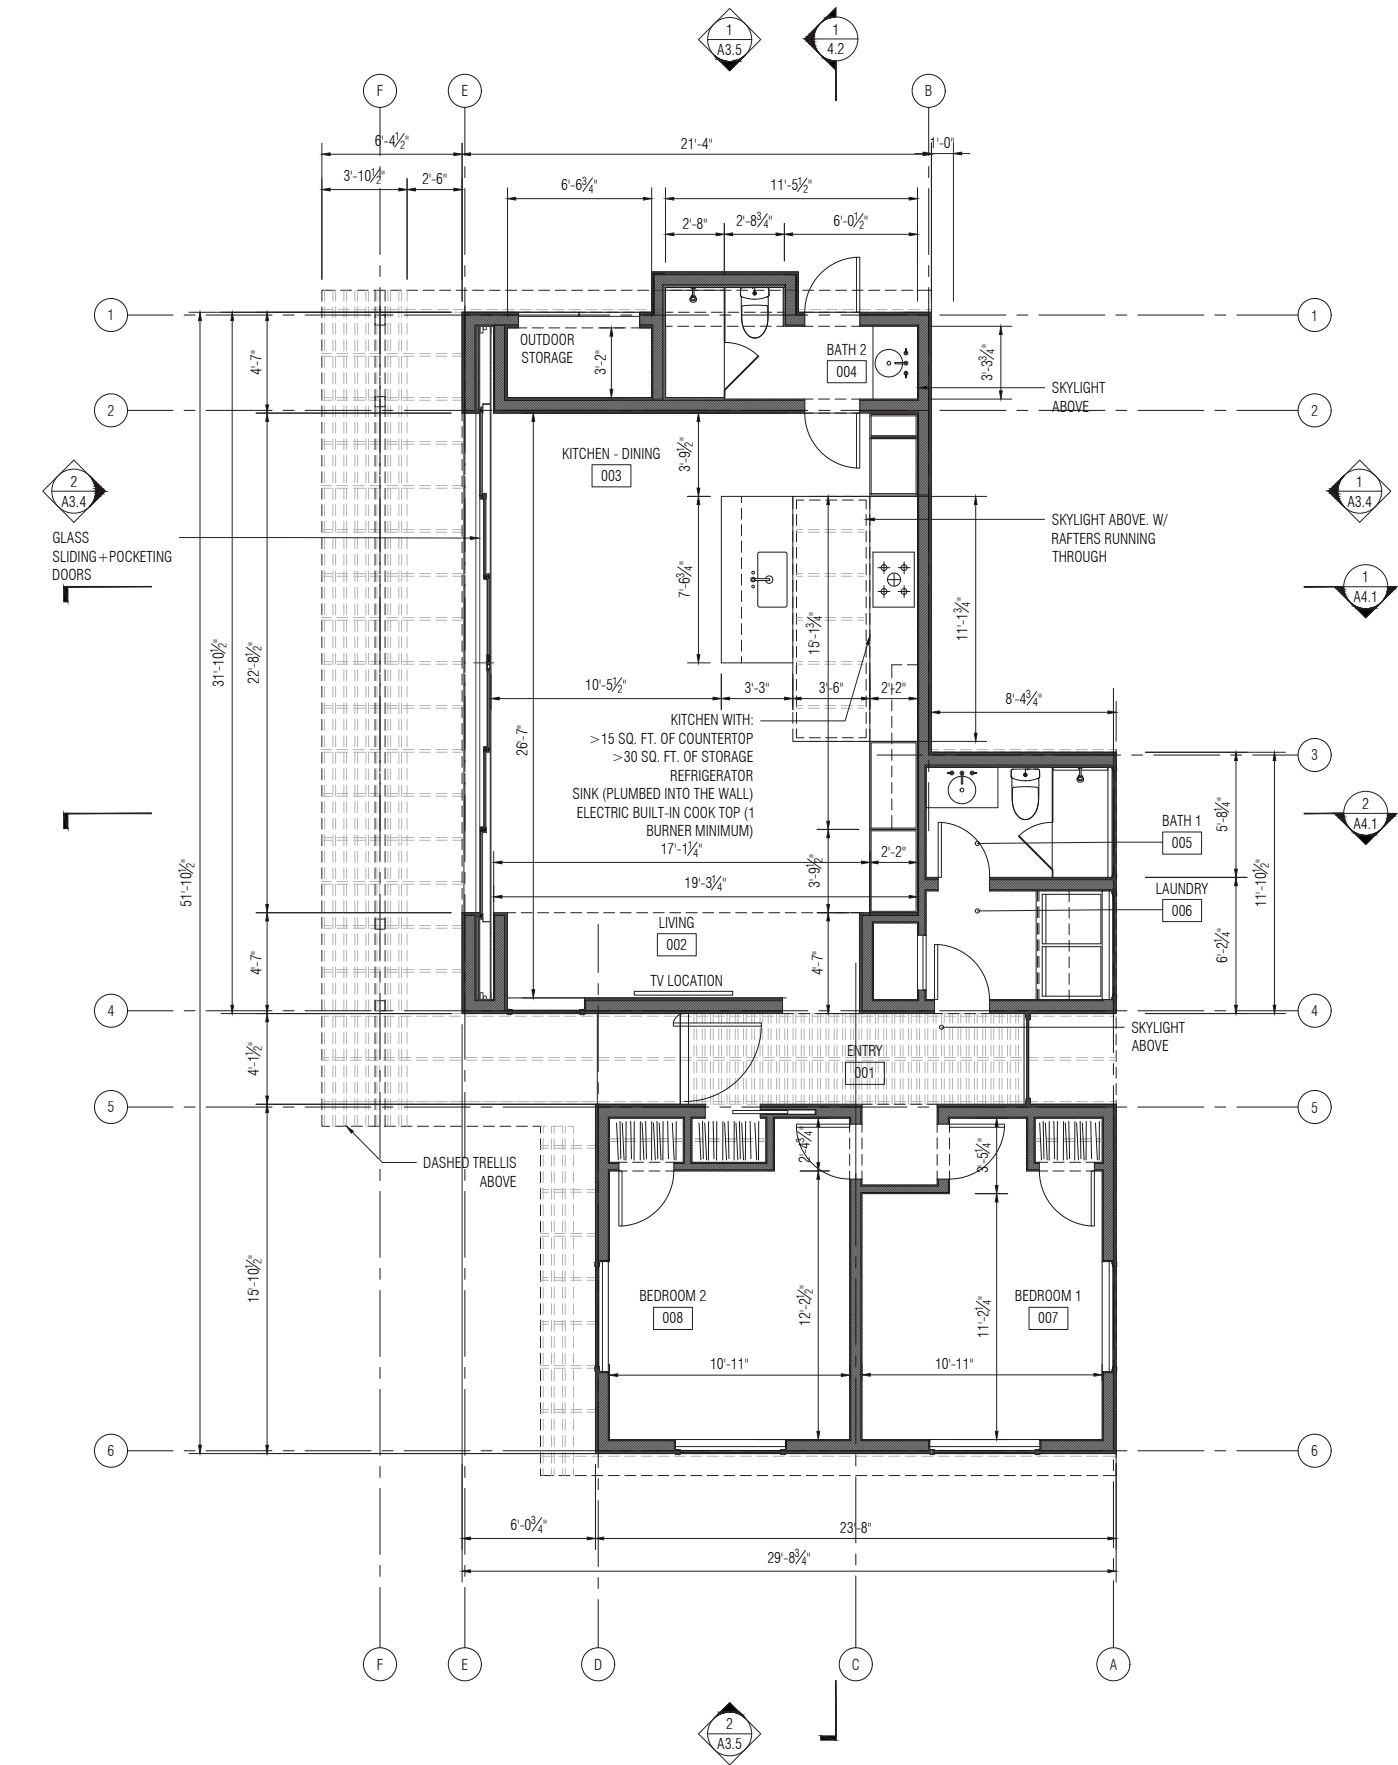 1
A3.5
1
4.2
F
E
B
6'-4½"
21'-4"
1'-0"
3'-10½"
2'-6"
6'-6¾"
11'-5½"
2'-8"
2'-8¾"
6'-0½"
1
1
OUTDOOR
STORAGE
3'-2"
BATH 2
004
3'-3¾"
4'-7"
SKYLIGHT
ABOVE
2
2
KITCHEN - DINING
003
3'-9½"
2
A3.4
1
A3.4
GLASS
SLIDING+POCKETING
DOORS
SKYLIGHT ABOVE. W/
RAFTERS RUNNING
THROUGH
1
A4.1
7'-6¾"
15'-1¾"
11'-1¾"
31'-10½"
22'-8½"
10'-5½"
3'-3"
3'-6"
2'-2"
8'-4¾"
26'-7"
KITCHEN WITH:
>15 SQ. FT. OF COUNTERTOP
>30 SQ. FT. OF STORAGE
REFRIGERATOR
SINK (PLUMBED INTO THE WALL)
ELECTRIC BUILT-IN COOK TOP (1
BURNER MINIMUM)
3
2
A4.1
BATH 1
005
5'-8¼"
17'-1¼"
2'-2"
3'-9½"
19'-3¼"
LAUNDRY
006
11'-10½"
51'-10½"
LIVING
002
4'-7"
4'-7"
6'-2¼"
TV LOCATION
4
4
SKYLIGHT
ABOVE
4'-1½"
ENTRY
001
5
5
DASHED TRELLIS
ABOVE
2'-4¾"
3'-5¼"
15'-10½"
BEDROOM 2
008
12'-2½"
11'-2¼"
BEDROOM 1
007
10'-11"
10'-11"
6
6
6'-0¾"
23'-8"
29'-8¾"
F
E
D
C
A
2
A3.5